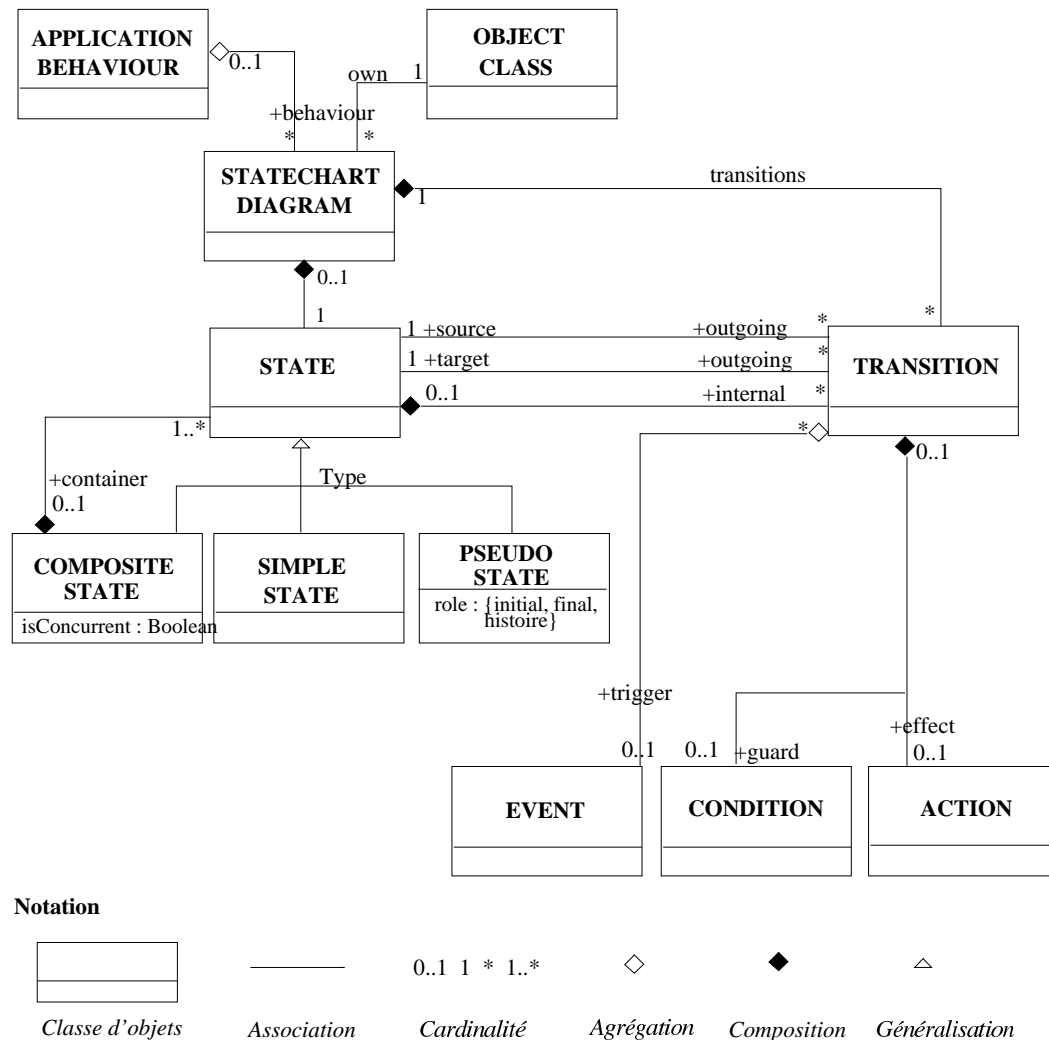 APPLICATION
BEHAVIOUR
0..1
OBJECT
CLASS
own
1
+behaviour
*
*
STATECHART
DIAGRAM
1
transitions
0..1
1
*
STATE
1 +source
+outgoing
*
1 +target
+outgoing
*
0..1
+internal
*
TRANSITION
1..*
*
0..1
+container
0..1
Type
COMPOSITE
STATE
isConcurrent : Boolean
SIMPLE
STATE
PSEUDO
STATE
role : {initial, final,
histoire}
+trigger
0..1
0..1
+guard
+effect
0..1
EVENT
CONDITION
ACTION
Notation
0..1 1 * 1..*
Classe d'objets
Association
Cardinalité
Agrégation
Composition
Généralisation